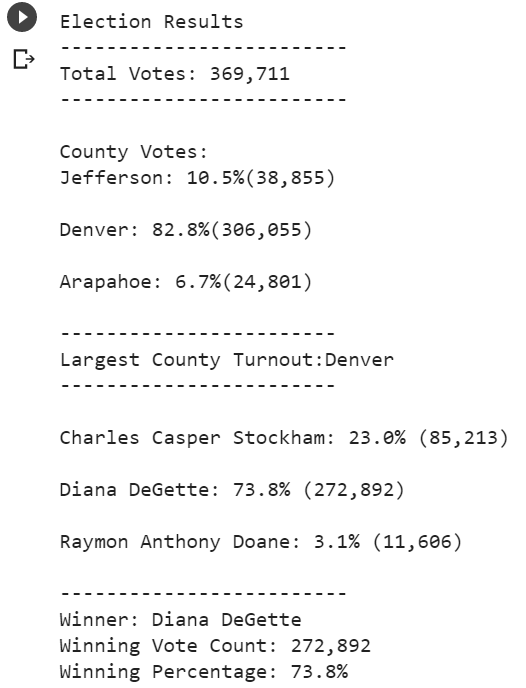 Election Results
-------------------------
Total Votes: 369,711
-------------------------
County Votes:
Jefferson: 10.5%(38,855)
Denver: 82.8%(306,055)
Arapahoe: 6.7%(24,801)
------------------------
Largest County Turnout:Denver
------------------------
Charles Casper Stockham: 23.0% (85,213)
Diana DeGette: 73.8% (272,892)
Raymon Anthony Doane: 3.1% (11,606)
-------------------------
Winner: Diana DeGette
Winning Vote Count: 272,892
Winning Percentage: 73.8%